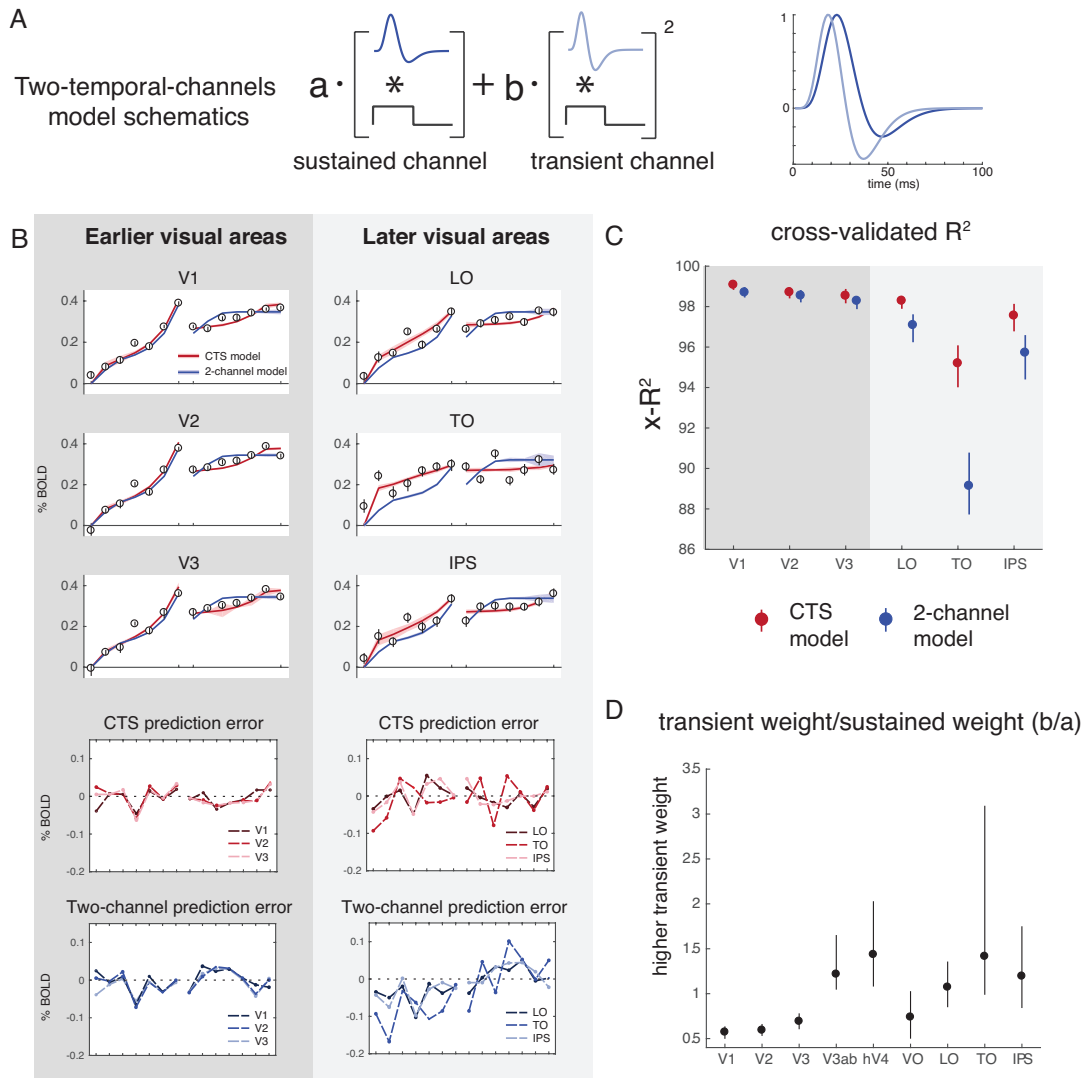 A
Two-temporal-channels
model schematics
a · [ * ] + b · [ * ]²
sustained channel
transient channel
1
0
0
50
100
time (ms)
B
Earlier visual areas
Later visual areas
V1
LO
0.4
0.2
0
CTS model
2-channel model
0.4
0.2
0
V2
TO
% BOLD
0.4
0.2
0
0.4
0.2
0
V3
IPS
0.4
0.2
0
0.4
0.2
0
CTS prediction error
CTS prediction error
% BOLD
0.1
0
-0.1
-0.2
V1
V2
V3
0.1
0
-0.1
-0.2
LO
TO
IPS
Two-channel prediction error
Two-channel prediction error
% BOLD
0.1
0
-0.1
-0.2
V1
V2
V3
0.1
0
-0.1
-0.2
LO
TO
IPS
C
cross-validated R²
x-R²
100
98
96
94
92
90
88
86
V1
V2
V3
LO
TO
IPS
CTS
model
2-channel
model
D
transient weight/sustained weight (b/a)
higher transient weight
3.5
3
2.5
2
1.5
1
0.5
V1
V2
V3
V3ab
hV4
VO
LO
TO
IPS